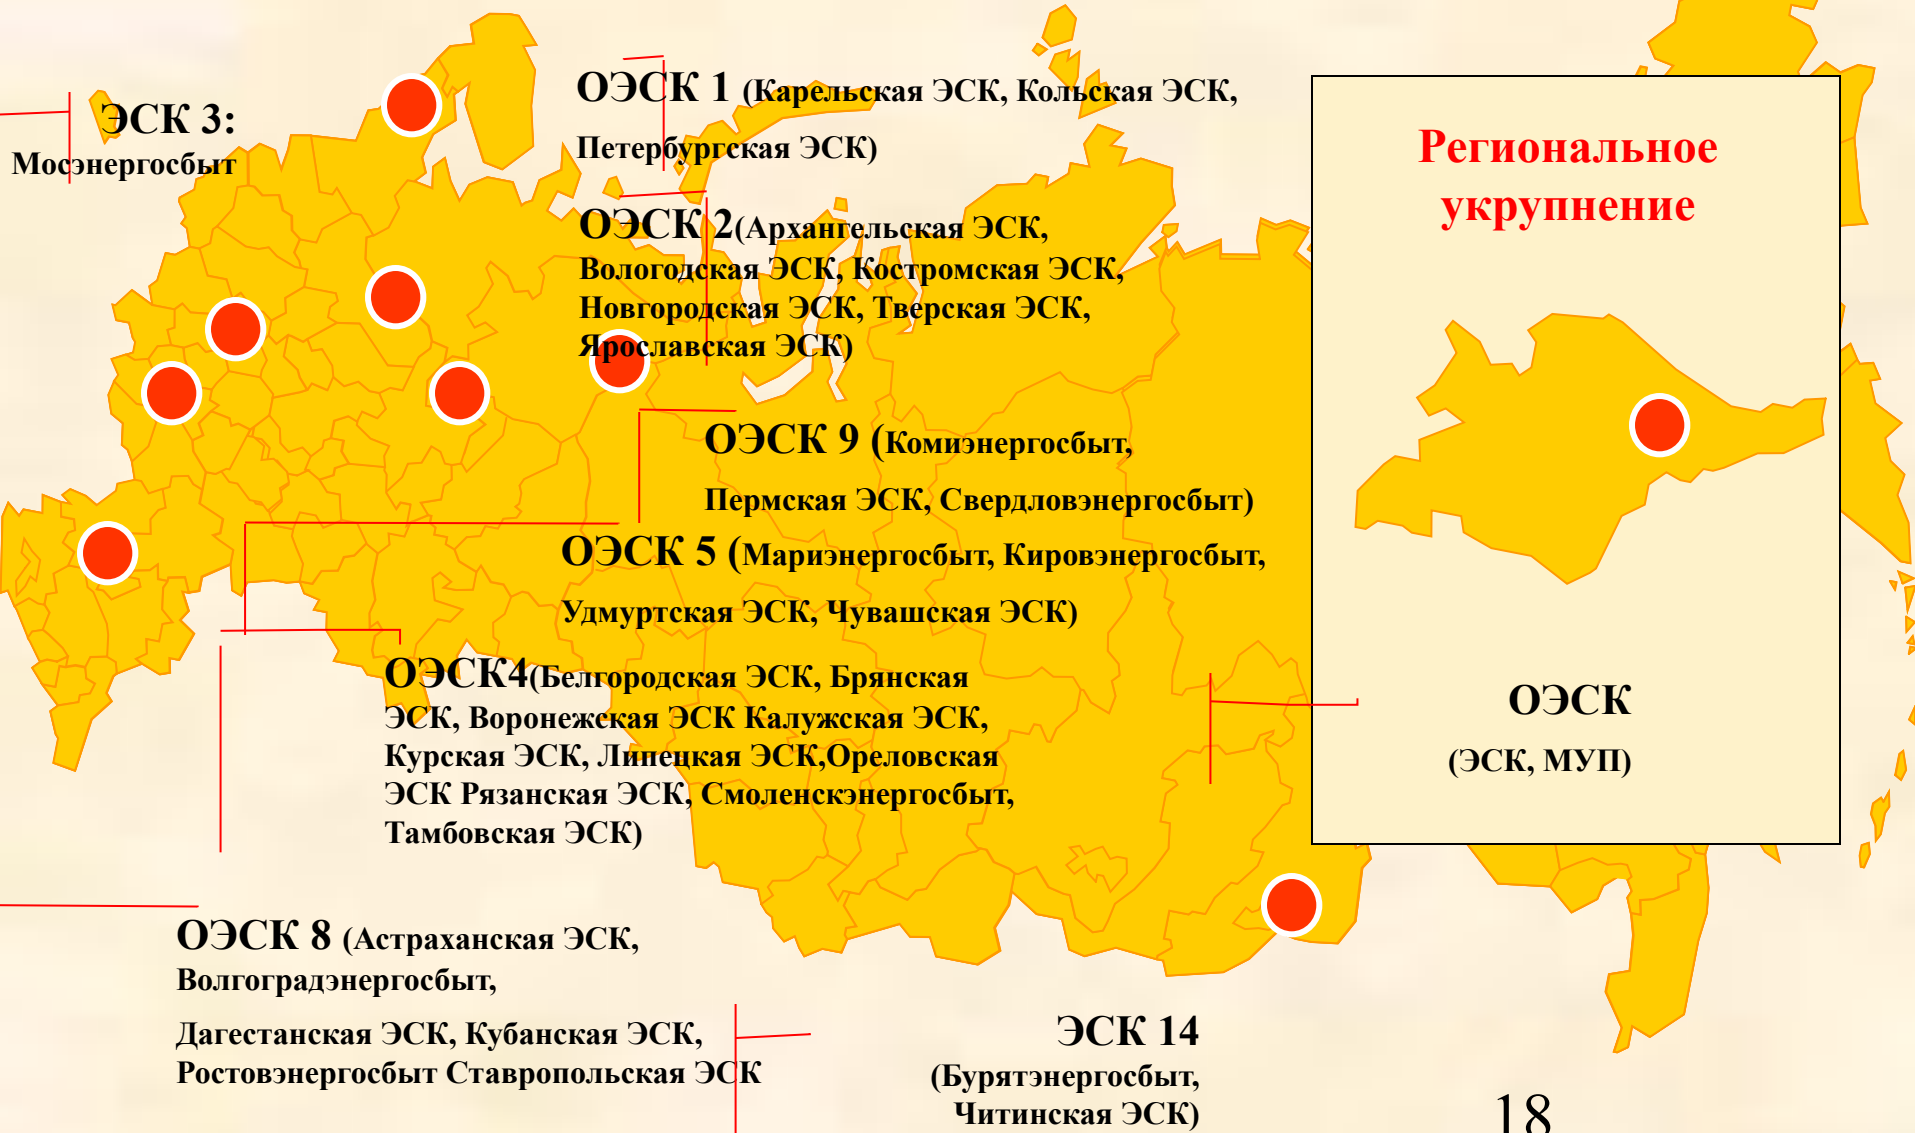 ЭСК 3:
Мосэнергосбыт
ОЭСК 1 (Карельская ЭСК, Кольская ЭСК,
Петербургская ЭСК)
ОЭСК 2(Архангельская ЭСК,
Вологодская ЭСК, Костромская ЭСК,
Новгородская ЭСК, Тверская ЭСК,
Ярославская ЭСК)
ОЭСК 9 (Комиэнергосбыт,
Пермская ЭСК, Свердловэнергосбыт)
ОЭСК 5 (Мариэнергосбыт, Кировэнергосбыт,
Удмуртская ЭСК, Чувашская ЭСК)
ОЭСК4(Белгородская ЭСК, Брянская
ЭСК, Воронежская ЭСК Калужская ЭСК,
Курская ЭСК, Липецкая ЭСК,Ореловская
ЭСК Рязанская ЭСК, Смоленскэнергосбыт,
Тамбовская ЭСК)
ОЭСК 8 (Астраханская ЭСК,
Волгоградэнергосбыт,
Дагестанская ЭСК, Кубанская ЭСК,
Ростовэнергосбыт Ставропольская ЭСК
ЭСК 14
(Бурятэнергосбыт,
Читинская ЭСК)
Региональное
укрупнение
ОЭСК
(ЭСК, МУП)
18